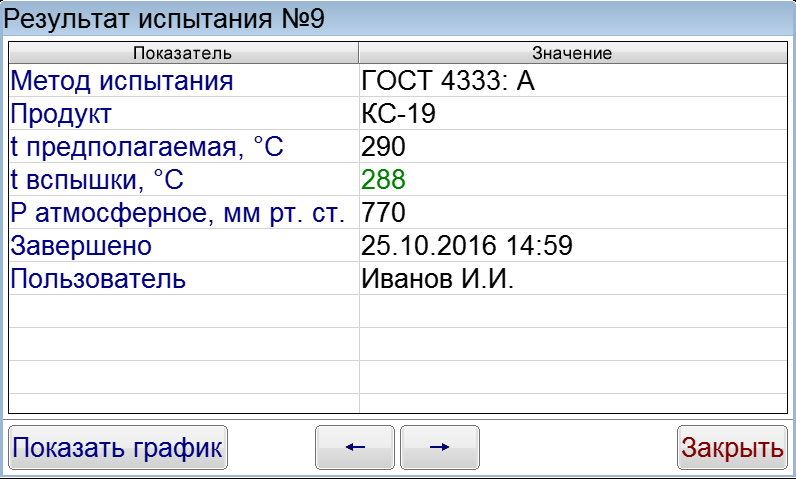 Результат испытания №9
Показатель Значение
Метод испытания ГОСТ 4333: А
Продукт КС-19
t предполагаемая, °C 290
t вспышки, °C 288
Р атмосферное, мм рт. ст. 770
Завершено 25.10.2016 14:59
Пользователь Иванов И.И.
Показать график ← → Закрыть